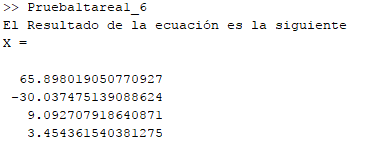 >> Pruebaltareal_6
El Resultado de la ecuación es la siguiente
X =
65.898019050770927
-30.037475139088624
9.092707918640871
3.454361540381275